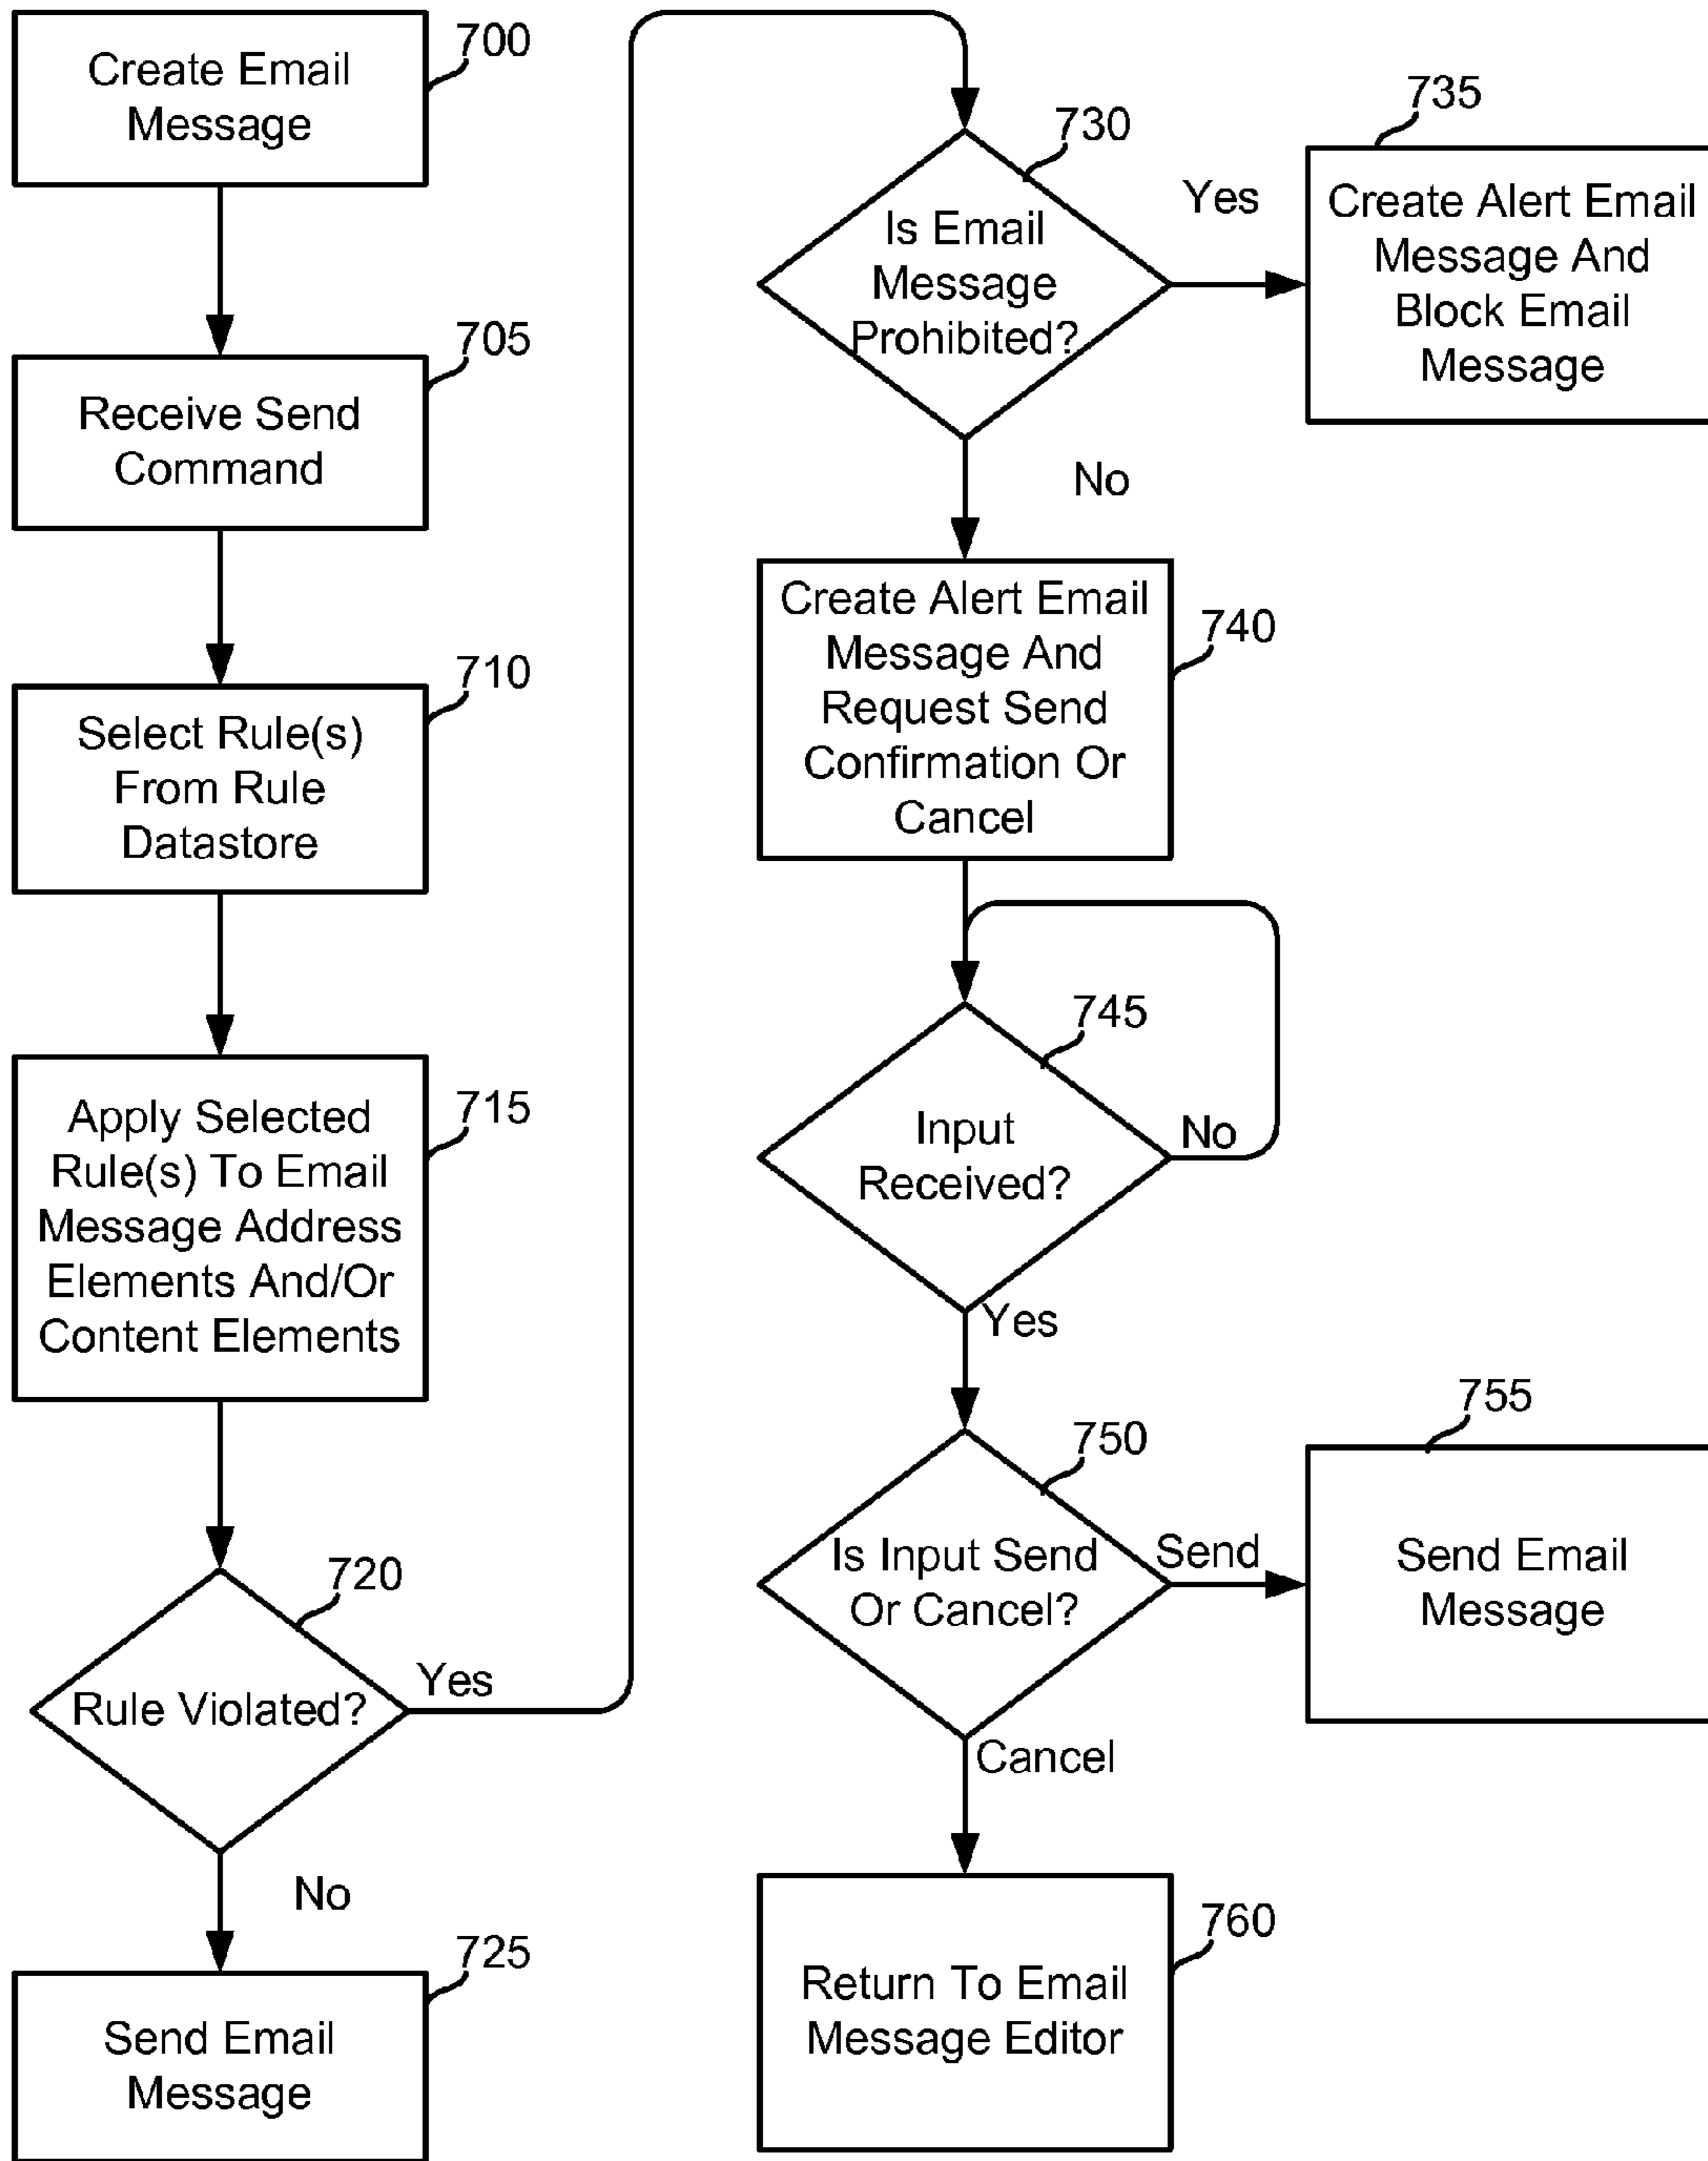 Create Email
Message
700
Receive Send
Command
705
Select Rule(s)
From Rule
Datastore
710
Apply Selected
Rule(s) To Email
Message Address
Elements And/Or
Content Elements
715
Rule Violated?
720
Yes
No
Send Email
Message
725
Is Email
Message
Prohibited?
730
Yes
No
Create Alert Email
Message And
Block Email
Message
735
Create Alert Email
Message And
Request Send
Confirmation Or
Cancel
740
Input
Received?
745
No
Yes
Is Input Send
Or Cancel?
750
Send
Cancel
Send Email
Message
755
Return To Email
Message Editor
760